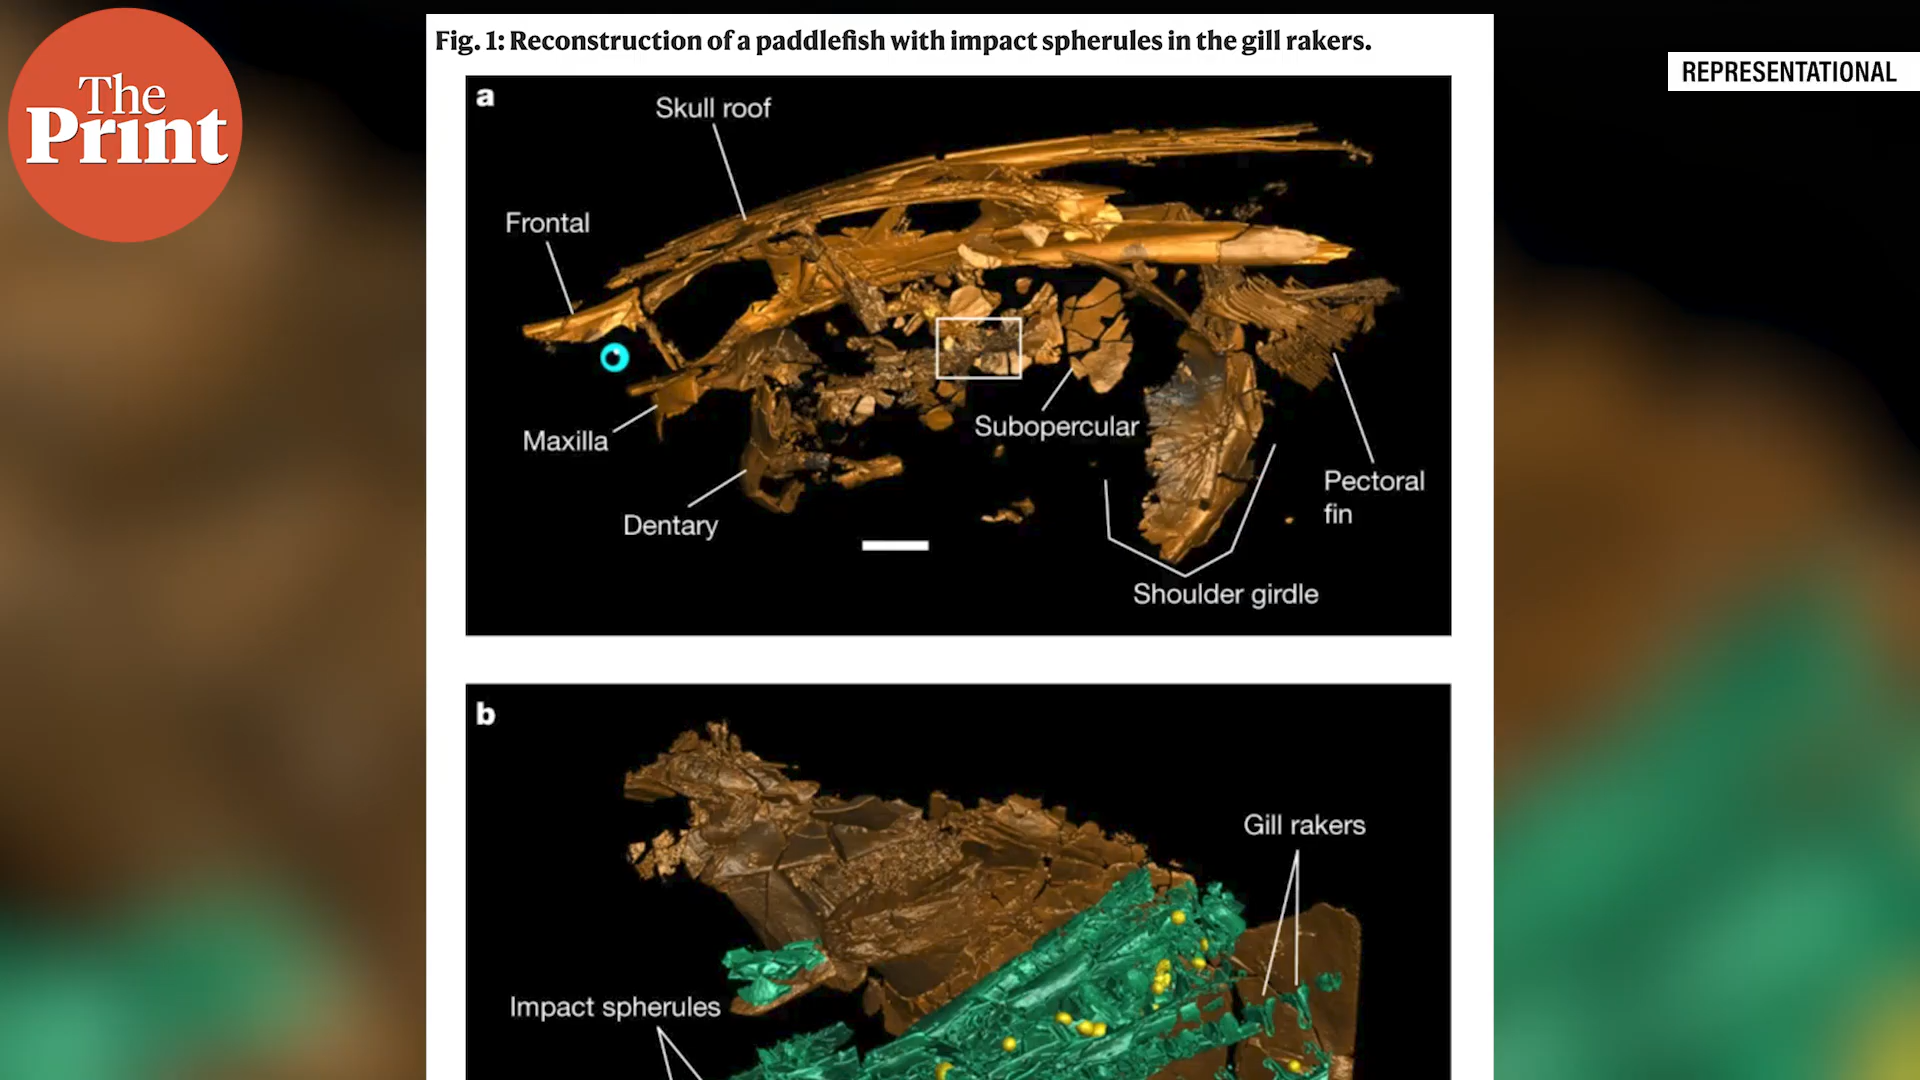 The
Print
Fig. 1: Reconstruction of a paddlefish with impact spherules in the gill rakers.
REPRESENTATIONAL
a
Skull roof
Frontal
Maxilla
Dentary
Subopercular
Pectoral
fin
Shoulder girdle
b
Gill rakers
Impact spherules